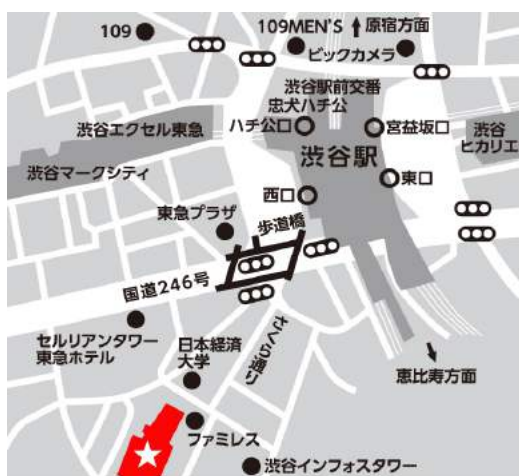 109
109MEN'S
原宿方面
ビックカメラ
渋谷駅前交番
忠犬ハチ公
渋谷エクセル東急
ハチ公口
宮益坂口
渋谷
ヒカリエ
渋谷駅
渋谷マークシティ
西口
東口
東急プラザ
歩道橋
国道246号
セルリアンタワー
東急ホテル
日本経済
大学
さくら通り
恵比寿方面
ファミレス
渋谷インフォスタワー